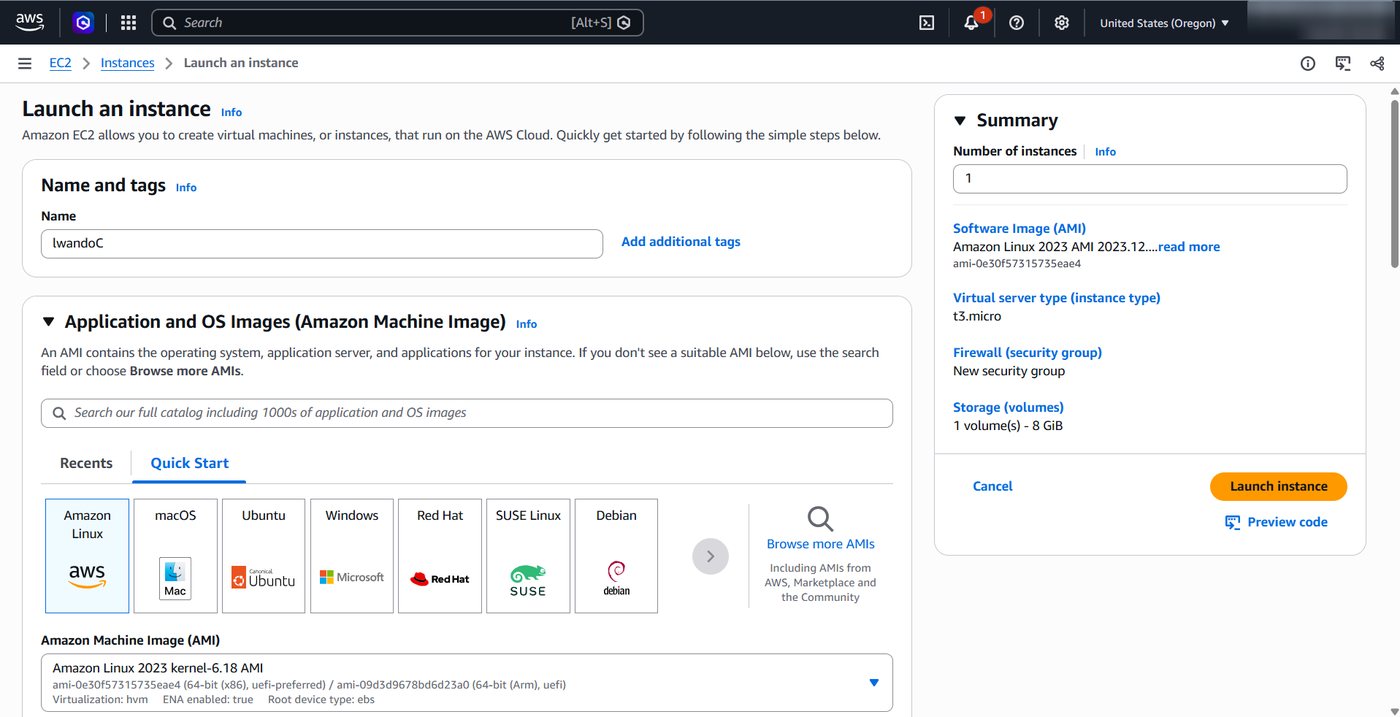 aws
Search [Alt+S]
1
United States (Oregon)
EC2 > Instances > Launch an instance
Launch an instance Info
Amazon EC2 allows you to create virtual machines, or instances, that run on the AWS Cloud. Quickly get started by following the simple steps below.
Name and tags Info
Name
lwandoC
Add additional tags
Application and OS Images (Amazon Machine Image) Info
An AMI contains the operating system, application server, and applications for your instance. If you don't see a suitable AMI below, use the search
field or choose Browse more AMIs.
Search our full catalog including 1000s of application and OS images
Recents
Quick Start
Amazon
Linux
aws
macOS
Mac
Ubuntu
Canonical
Ubuntu
Windows
Microsoft
Red Hat
Red Hat
SUSE Linux
SUSE
Debian
debian
Browse more AMIs
Including AMIs from
AWS, Marketplace and
the Community
Amazon Machine Image (AMI)
Amazon Linux 2023 kernel-6.18 AMI
ami-0e30f57315735eae4 (64-bit (x86), uefi-preferred) / ami-09d3d9678bd6d23a0 (64-bit (Arm), uefi)
Virtualization: hvm ENA enabled: true Root device type: ebs
Summary
Number of instances Info
1
Software Image (AMI)
Amazon Linux 2023 AMI 2023.12....read more
ami-0e30f57315735eae4
Virtual server type (instance type)
t3.micro
Firewall (security group)
New security group
Storage (volumes)
1 volume(s) - 8 GiB
Cancel
Launch instance
Preview code